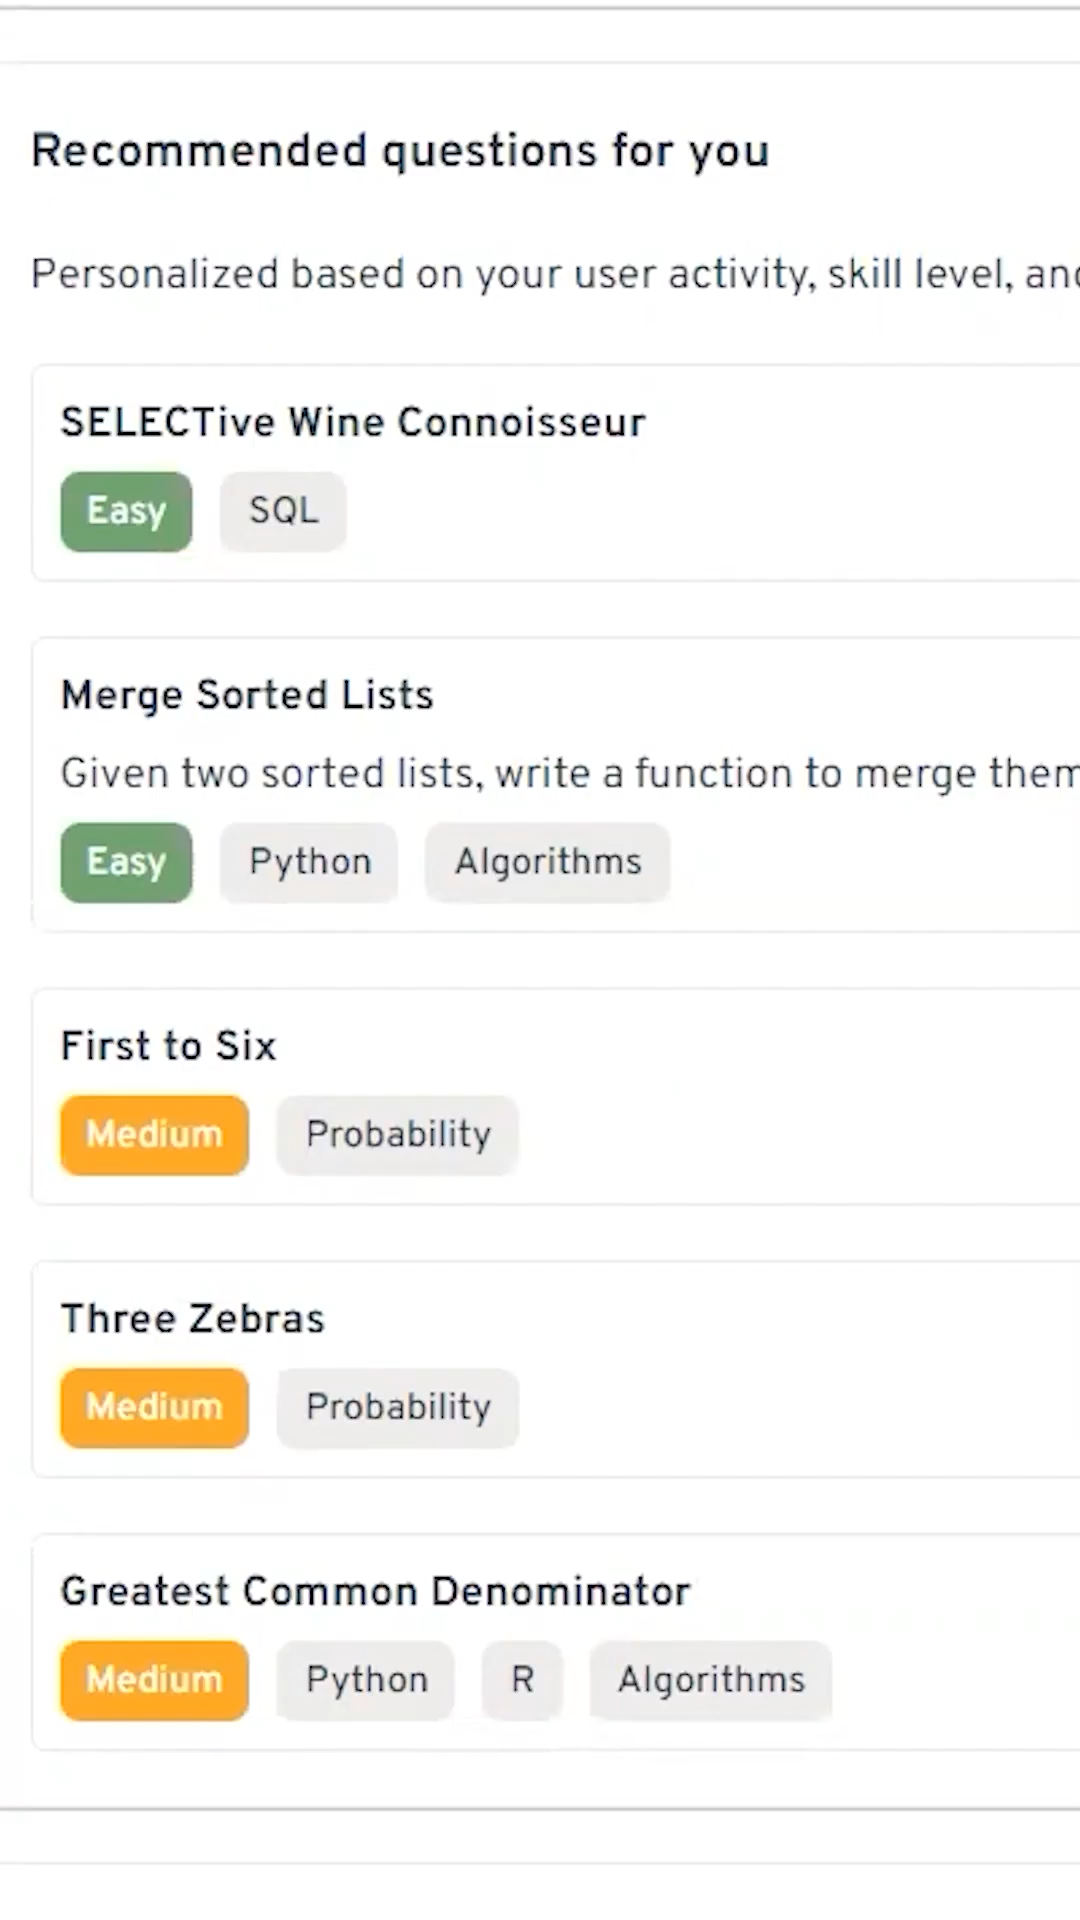 Recommended questions for you
Personalized based on your user activity, skill level, and
SELECTive Wine Connoisseur
Easy SQL
Merge Sorted Lists
Given two sorted lists, write a function to merge them
Easy Python Algorithms
First to Six
Medium Probability
Three Zebras
Medium Probability
Greatest Common Denominator
Medium Python R Algorithms